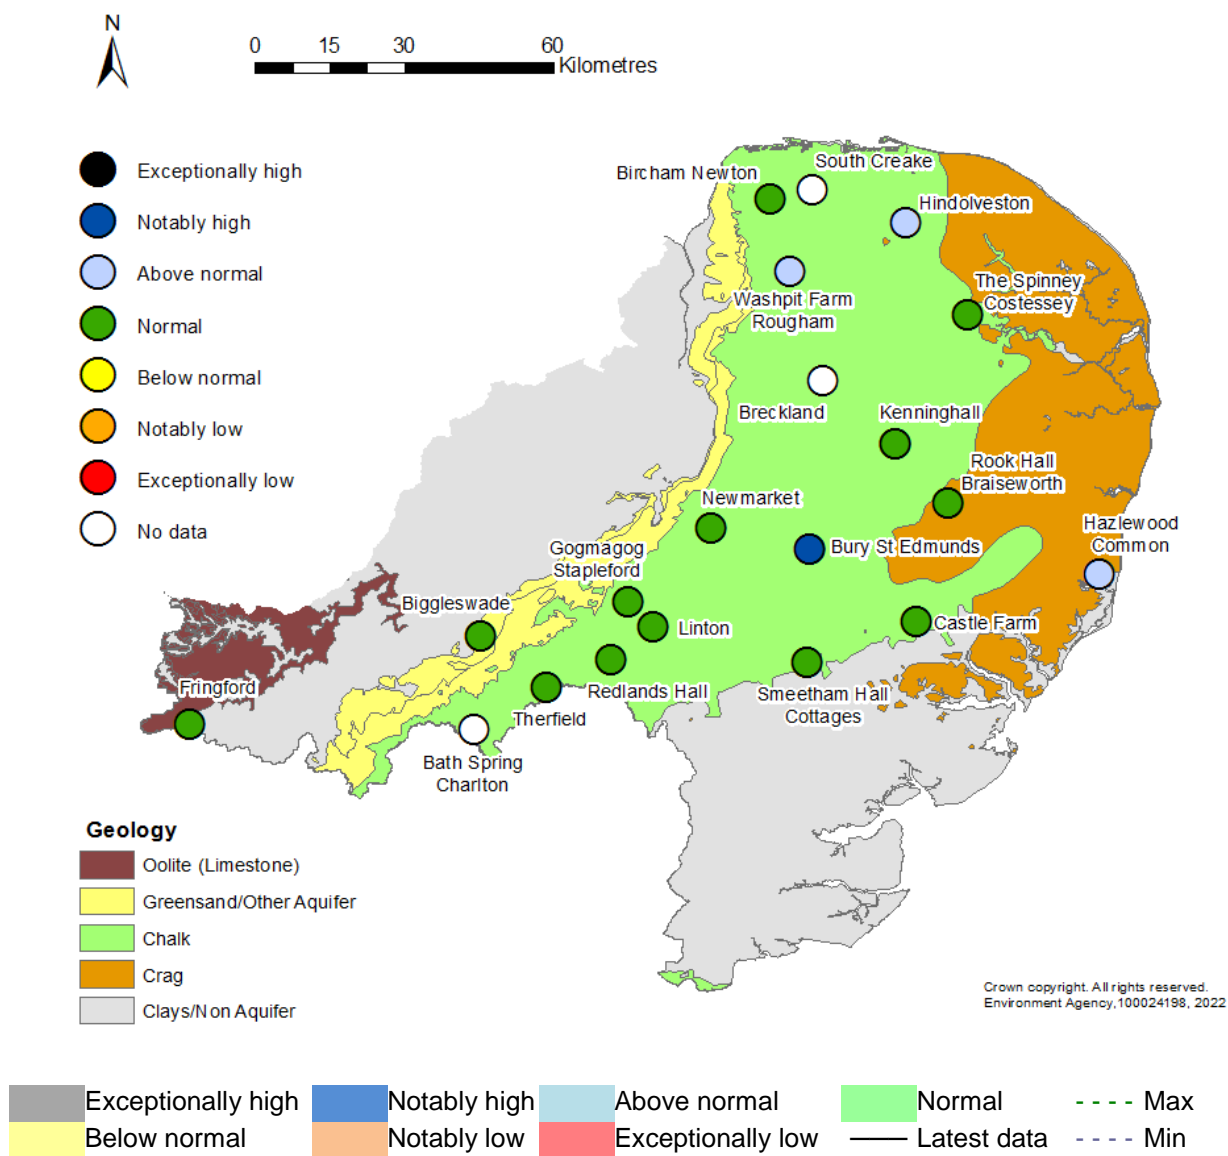 N
0 15 30 60
Kilometres
Exceptionally high
Notably high
Above normal
Normal
Below normal
Notably low
Exceptionally low
No data
South Creake
Bircham Newton
Hindolveston
Washpit Farm
Rougham
The Spinney
Costessey
Breckland
Kenninghall
Rook Hall
Braiseworth
Newmarket
Hazlewood
Common
Gogmagog
Stapleford
Bury St Edmunds
Biggleswade
Linton
Castle Farm
Fringford
Redlands Hall
Smeetham Hall
Cottages
Therfield
Bath Spring
Charlton
Geology
Oolite (Limestone)
Greensand/Other Aquifer
Chalk
Crag
Clays/Non Aquifer
Crown copyright. All rights reserved.
Environment Agency,100024198, 2022
Exceptionally high Notably high Above normal Normal Max
Below normal Notably low Exceptionally low Latest data Min